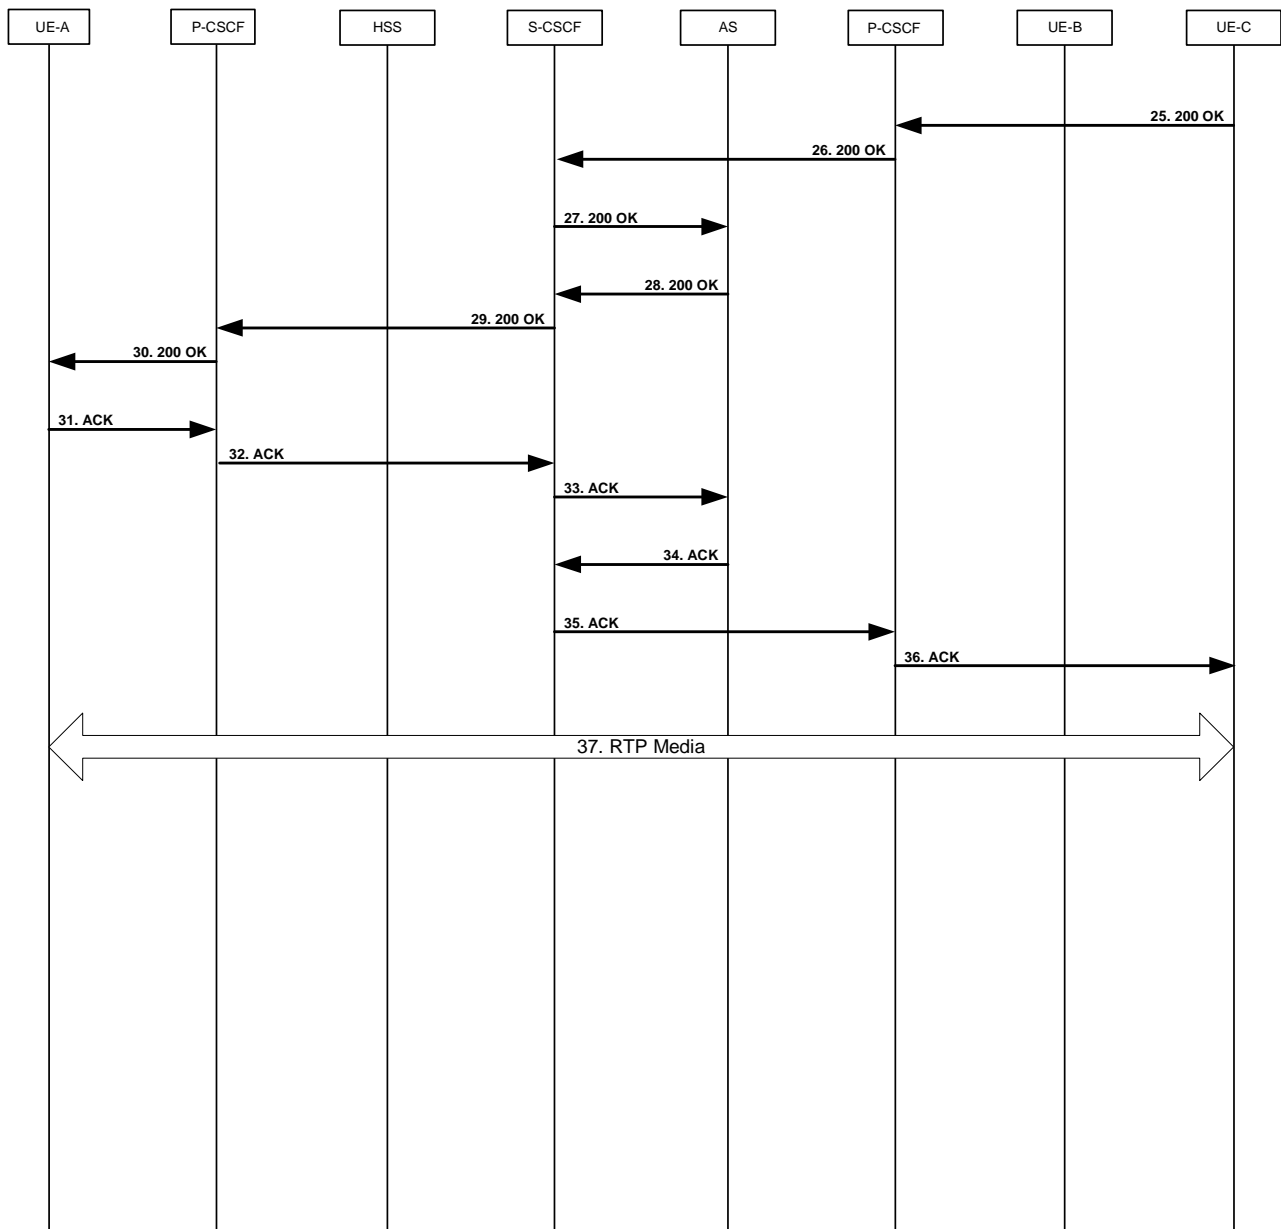 UE-A
P-CSCF
HSS
S-CSCF
AS
P-CSCF
UE-B
UE-C
25. 200 OK
26. 200 OK
27. 200 OK
28. 200 OK
29. 200 OK
30. 200 OK
31. ACK
32. ACK
33. ACK
34. ACK
35. ACK
36. ACK
37. RTP Media